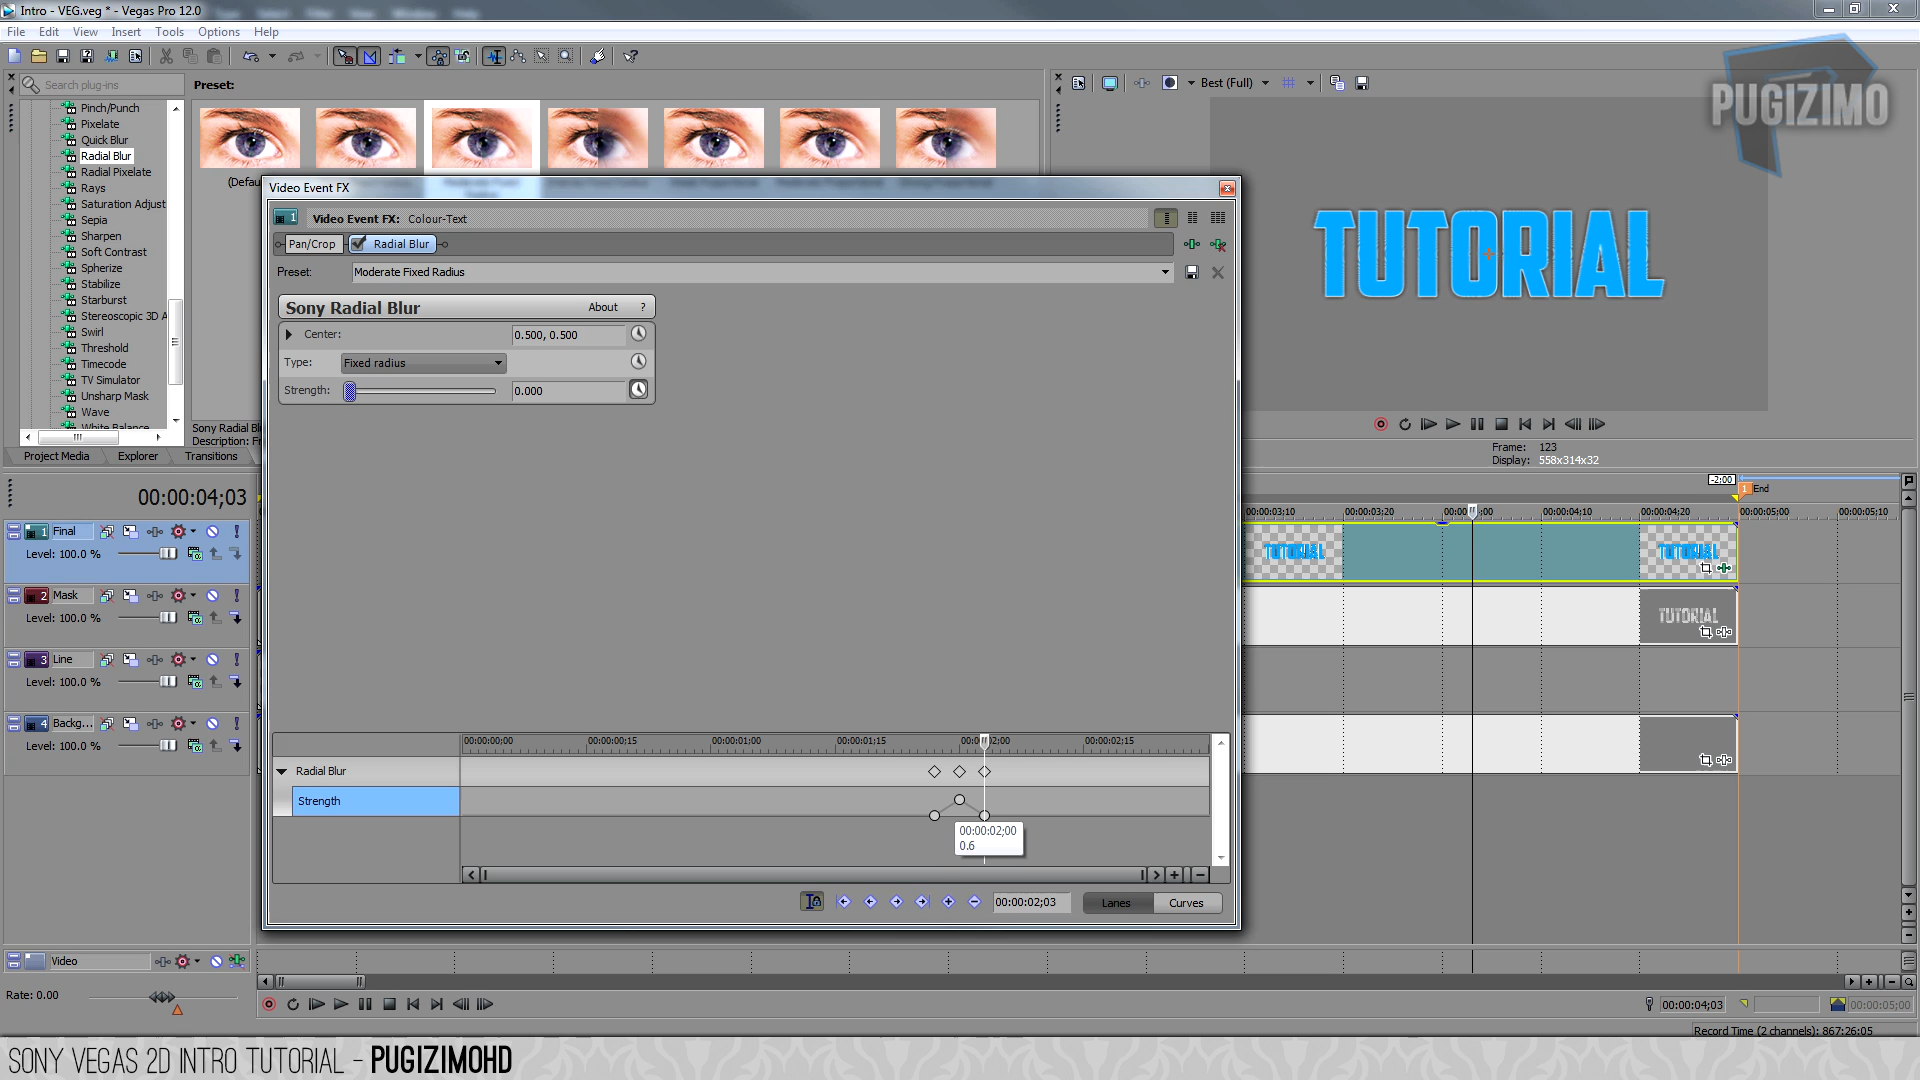 Intro - VEG.veg * - Vegas Pro 12.0
File Edit View Insert Tools Options Help
Search plug-ins
Preset:
Best (Full)
PUGIZIMO
Pinch/Punch
Pixelate
Quick Blur
Radial Blur
Radial Pixelate
Rays
Saturation Adjust
Sepia
Sharpen
Soft Contrast
Spherize
Stabilize
Starburst
Stereoscopic 3D A
Swirl
Threshold
Timecode
TV Simulator
Unsharp Mask
Wave
White Balance
(Defau
Sony Radial Bl
Description: Fr
Project Media Explorer Transitions
Video Event FX
1 Video Event FX: Colour-Text
Pan/Crop Radial Blur
Preset: Moderate Fixed Radius
Sony Radial Blur About ?
Center: 0.500, 0.500
Type: Fixed radius
Strength: 0.000
00:00:00;00 00:00:00;15 00:00:01;00 00:00:01;15 00:00:02;00 00:00:02;15
Radial Blur
Strength
00:00:02;00
0.6
00:00:02;03 Lanes Curves
TUTORIAL
Frame: 123
Display: 558x314x32
-2;00
1 End
00:00:03;10 00:00:03;20 00:00:04;00 00:00:04;10 00:00:04;20 00:00:05;00 00:00:05;10
TUTORIAL TUTORIAL
TUTORIAL
00:00:04;03
1 Final
Level: 100.0 %
2 Mask
Level: 100.0 %
3 Line
Level: 100.0 %
4 Backg...
Level: 100.0 %
Video
Rate: 0.00
00:00:04;03 00:00:05;00
Record Time (2 channels): 867:26:05
SONY VEGAS 2D INTRO TUTORIAL - PUGIZIMOHD